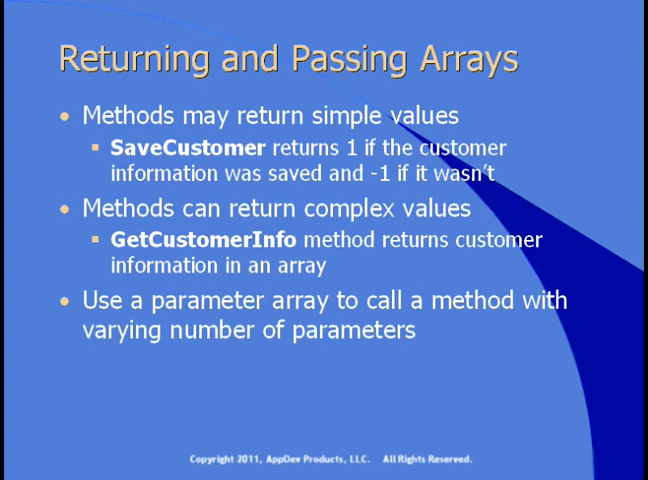 Returning and Passing Arrays
• Methods may return simple values
▪ SaveCustomer returns 1 if the customer
information was saved and -1 if it wasn't
• Methods can return complex values
▪ GetCustomerInfo method returns customer
information in an array
• Use a parameter array to call a method with
varying number of parameters
Copyright 2011, AppDev Products, LLC. All Rights Reserved.